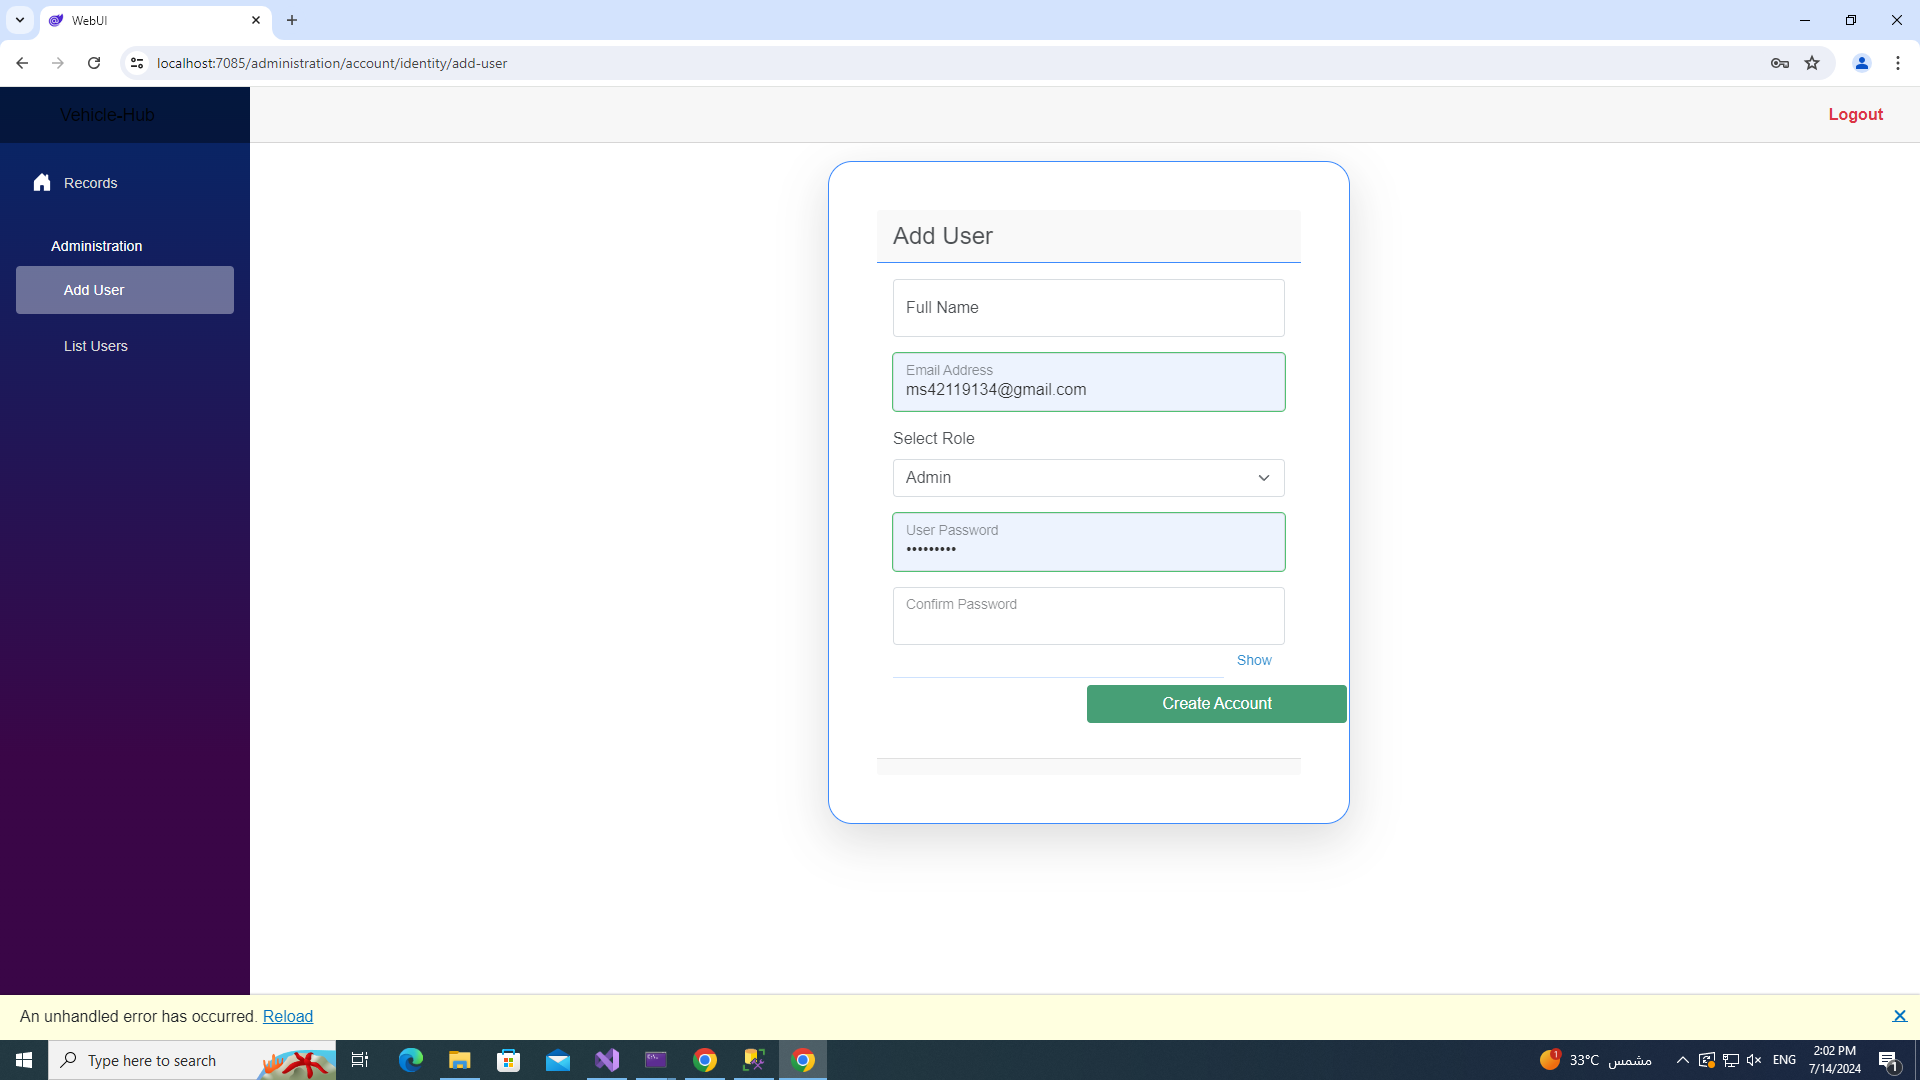 WebUI
localhost:7085/administration/account/identity/add-user
Vehicle-Hub
Logout
Records
Administration
Add User
List Users
Add User
Full Name
Email Address
ms42119134@gmail.com
Select Role
Admin
User Password
•••••••••
Confirm Password
Show
Create Account
An unhandled error has occurred. Reload
Type here to search
1
33°C مشمس
ENG
2:02 PM
7/14/2024
1